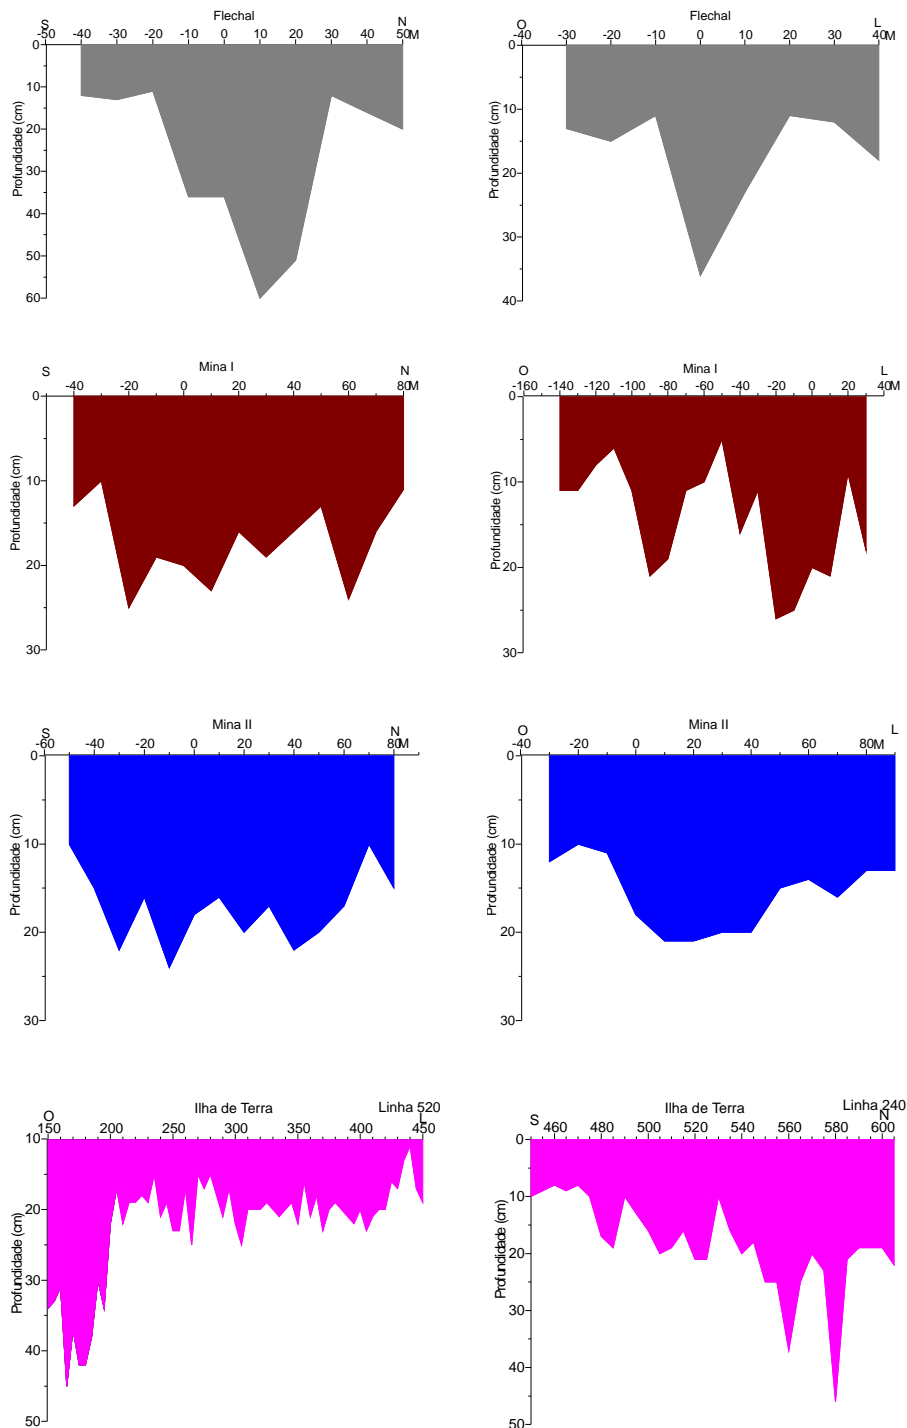 Flechal
S N
-50 -40 -30 -20 -10 0 10 20 30 40 50 M
0
10
20
30
40
50
60
Profundidade (cm)
Flechal
O L
-40 -30 -20 -10 0 10 20 30 40 M
0
10
20
30
40
Profundidade (cm)
Mina I
S N
-40 -20 0 20 40 60 80 M
0
10
20
30
Profundidade (cm)
Mina I
O L
-160 -140 -120 -100 -80 -60 -40 -20 0 20 40 M
0
10
20
30
Profundidade (cm)
Mina II
S N
-60 -40 -20 0 20 40 60 80 M
0
10
20
30
Profundidade (cm)
Mina II
O L
-40 -20 0 20 40 60 80 M
0
10
20
30
Profundidade (cm)
Ilha de Terra Linha 520
O L
150 200 250 300 350 400 450
10
20
30
40
50
Profundidade (cm)
Ilha de Terra Linha 240
S N
460 480 500 520 540 560 580 600
0
10
20
30
40
50
Profundidade (cm)